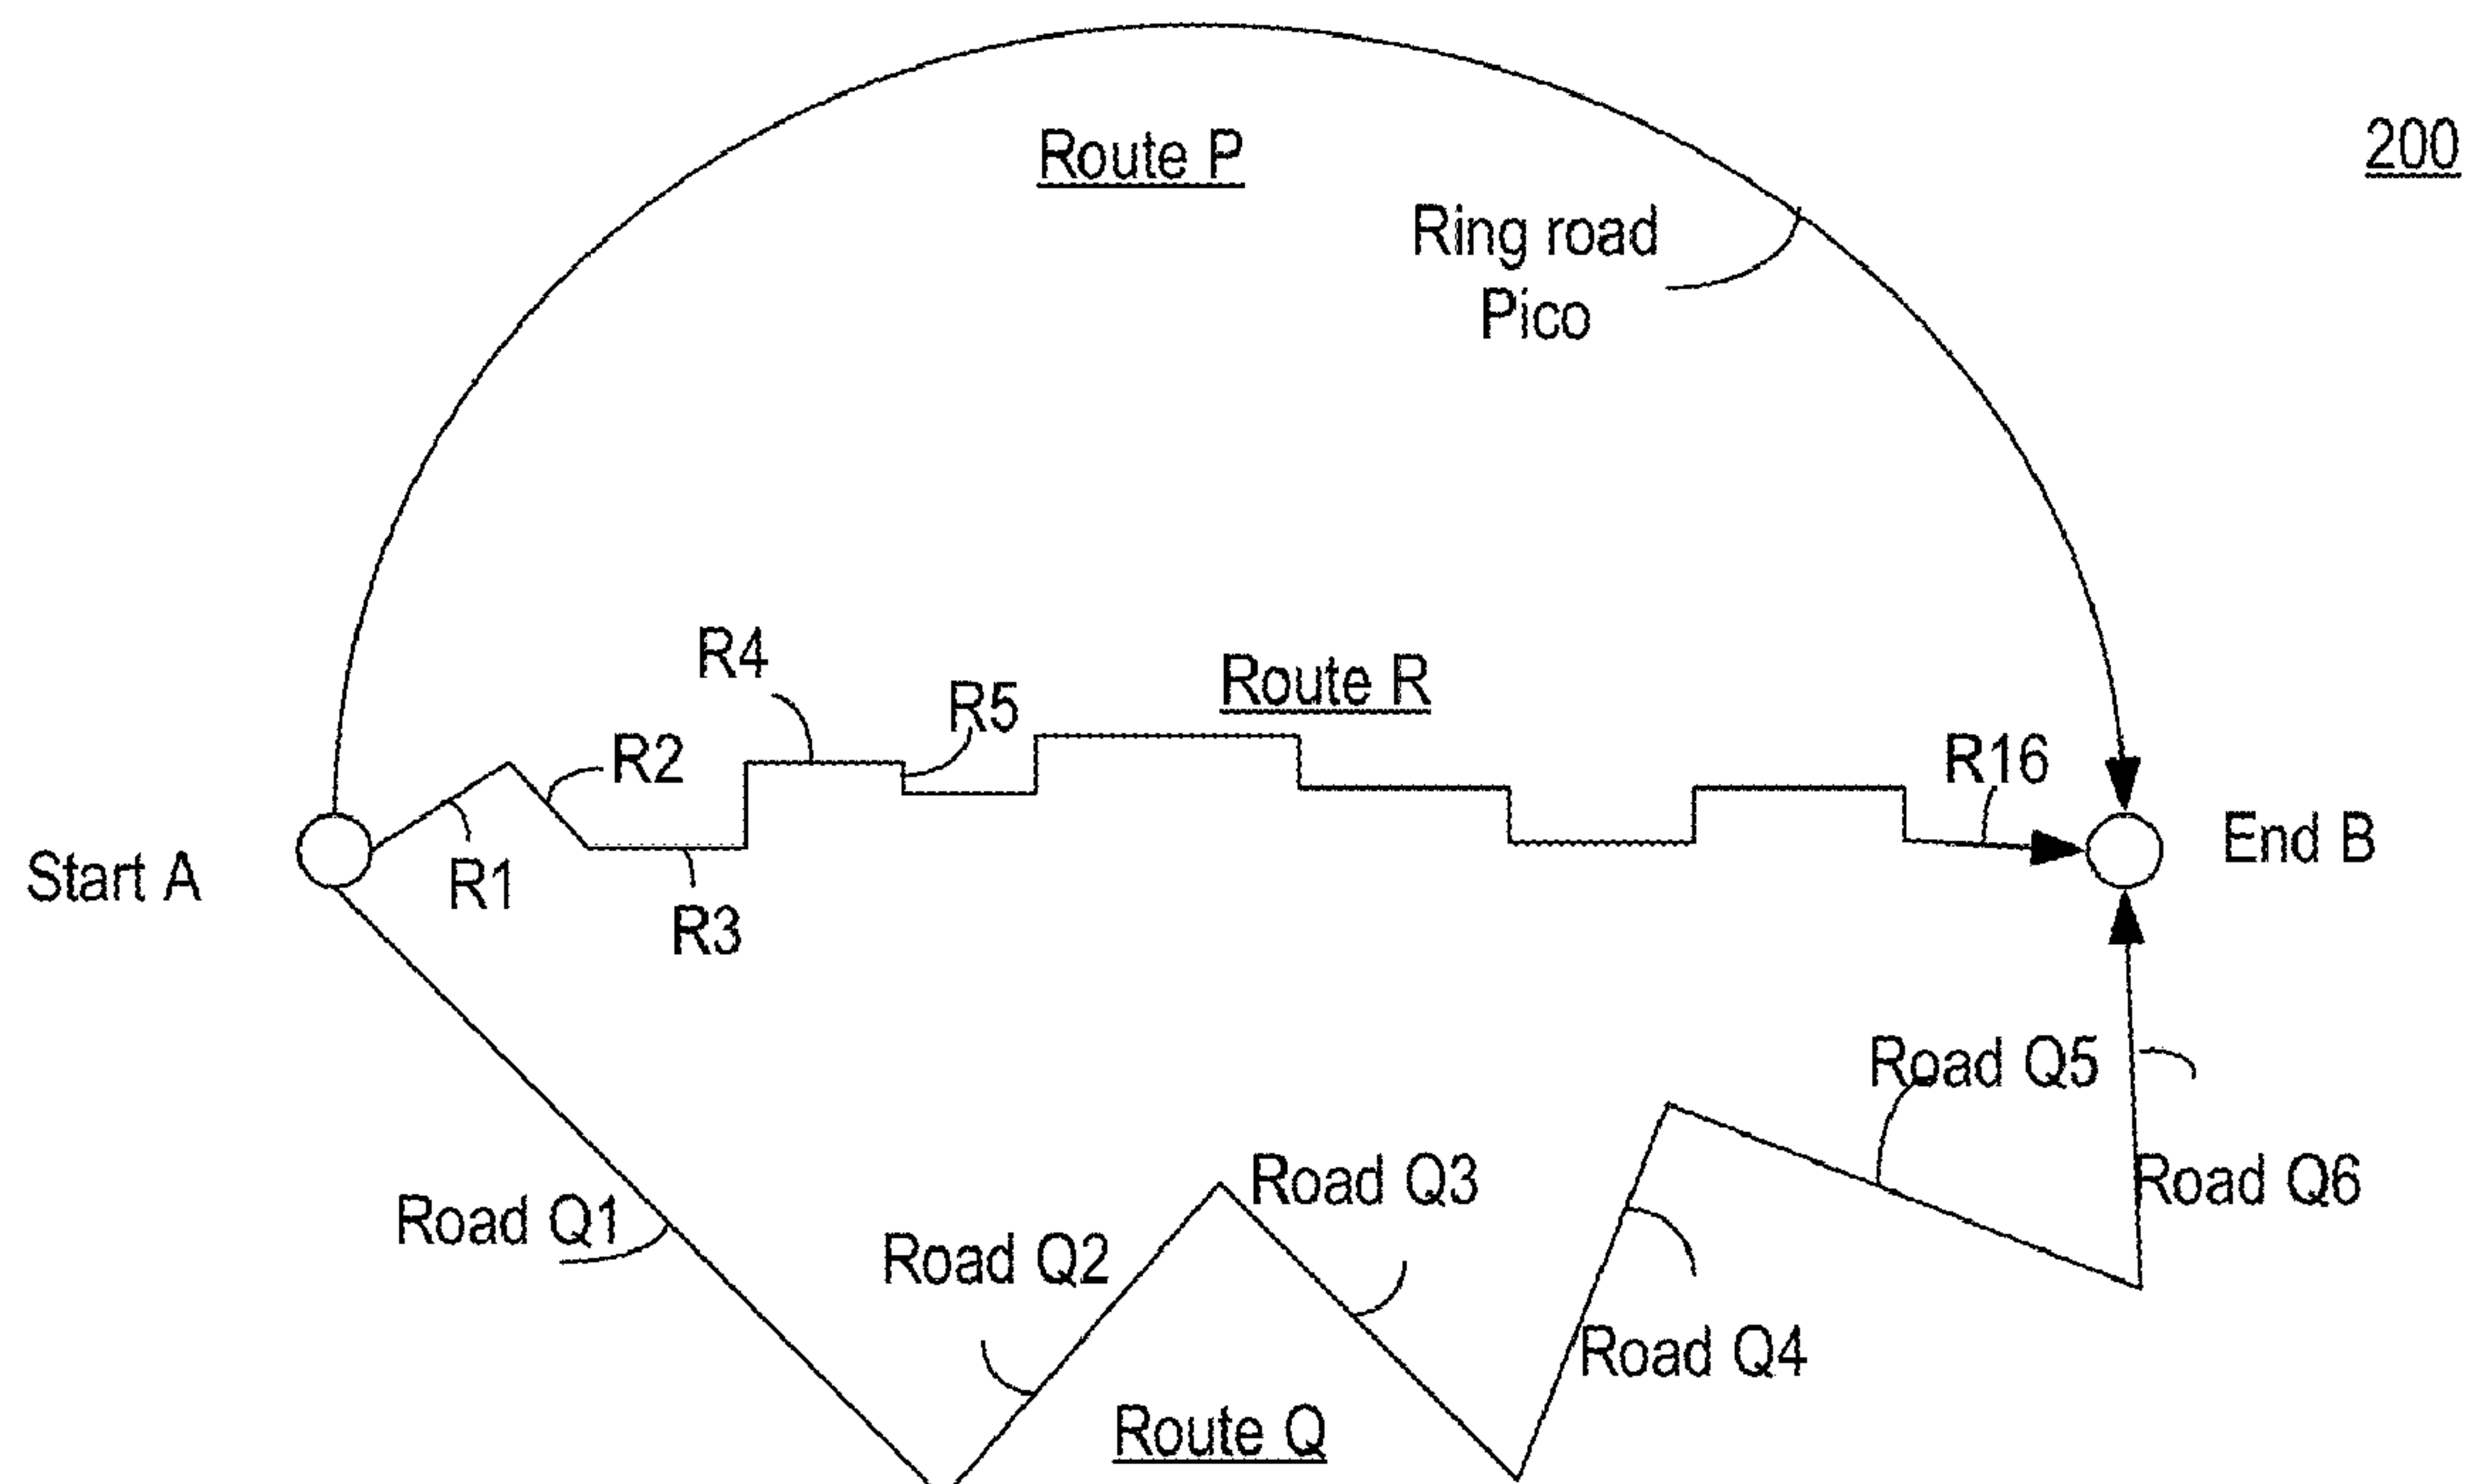 Route P
200
Ring road
Pico
R4
Route R
R5
R2
R16
Start A
R1
End B
R3
Road Q5
Road Q3
Road Q6
Road Q1
Road Q2
Road Q4
Route Q